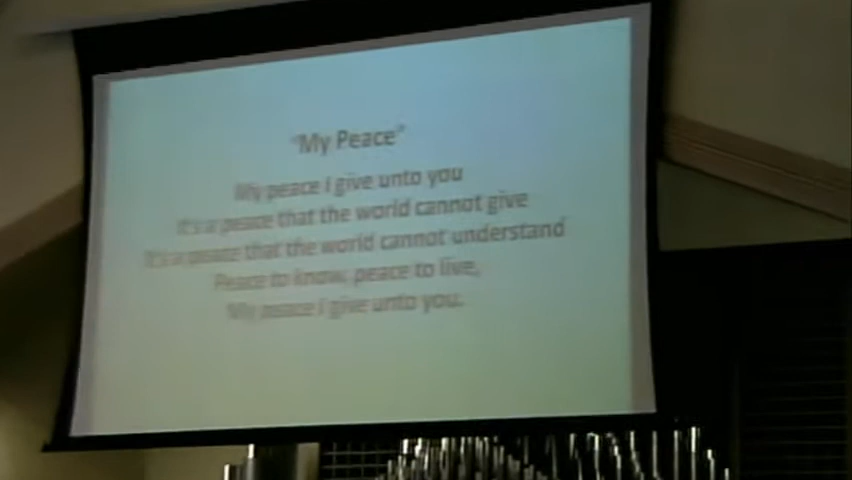 "My Peace"
My peace I give unto you
It's a peace that the world cannot give
It's a peace that the world cannot understand
Peace to know, peace to live,
My peace I give unto you.